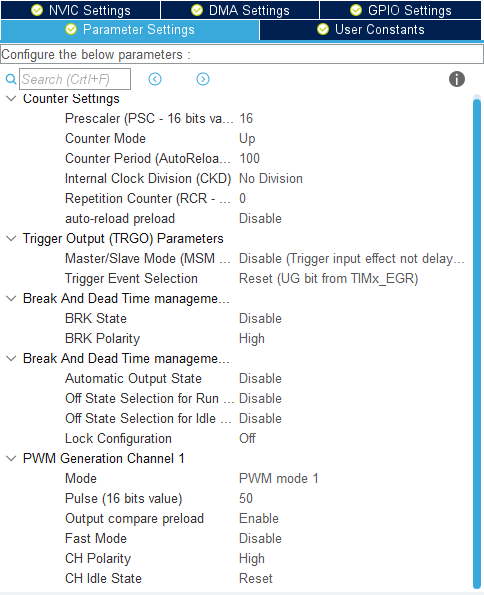 NVIC Settings DMA Settings GPIO Settings
Parameter Settings User Constants
Configure the below parameters :
Search (Crtl+F)
Counter Settings
Prescaler (PSC - 16 bits va... 16
Counter Mode Up
Counter Period (AutoReloa... 100
Internal Clock Division (CKD) No Division
Repetition Counter (RCR - ... 0
auto-reload preload Disable
Trigger Output (TRGO) Parameters
Master/Slave Mode (MSM ... Disable (Trigger input effect not delay...
Trigger Event Selection Reset (UG bit from TIMx_EGR)
Break And Dead Time manageme...
BRK State Disable
BRK Polarity High
Break And Dead Time manageme...
Automatic Output State Disable
Off State Selection for Run ... Disable
Off State Selection for Idle ... Disable
Lock Configuration Off
PWM Generation Channel 1
Mode PWM mode 1
Pulse (16 bits value) 50
Output compare preload Enable
Fast Mode Disable
CH Polarity High
CH Idle State Reset